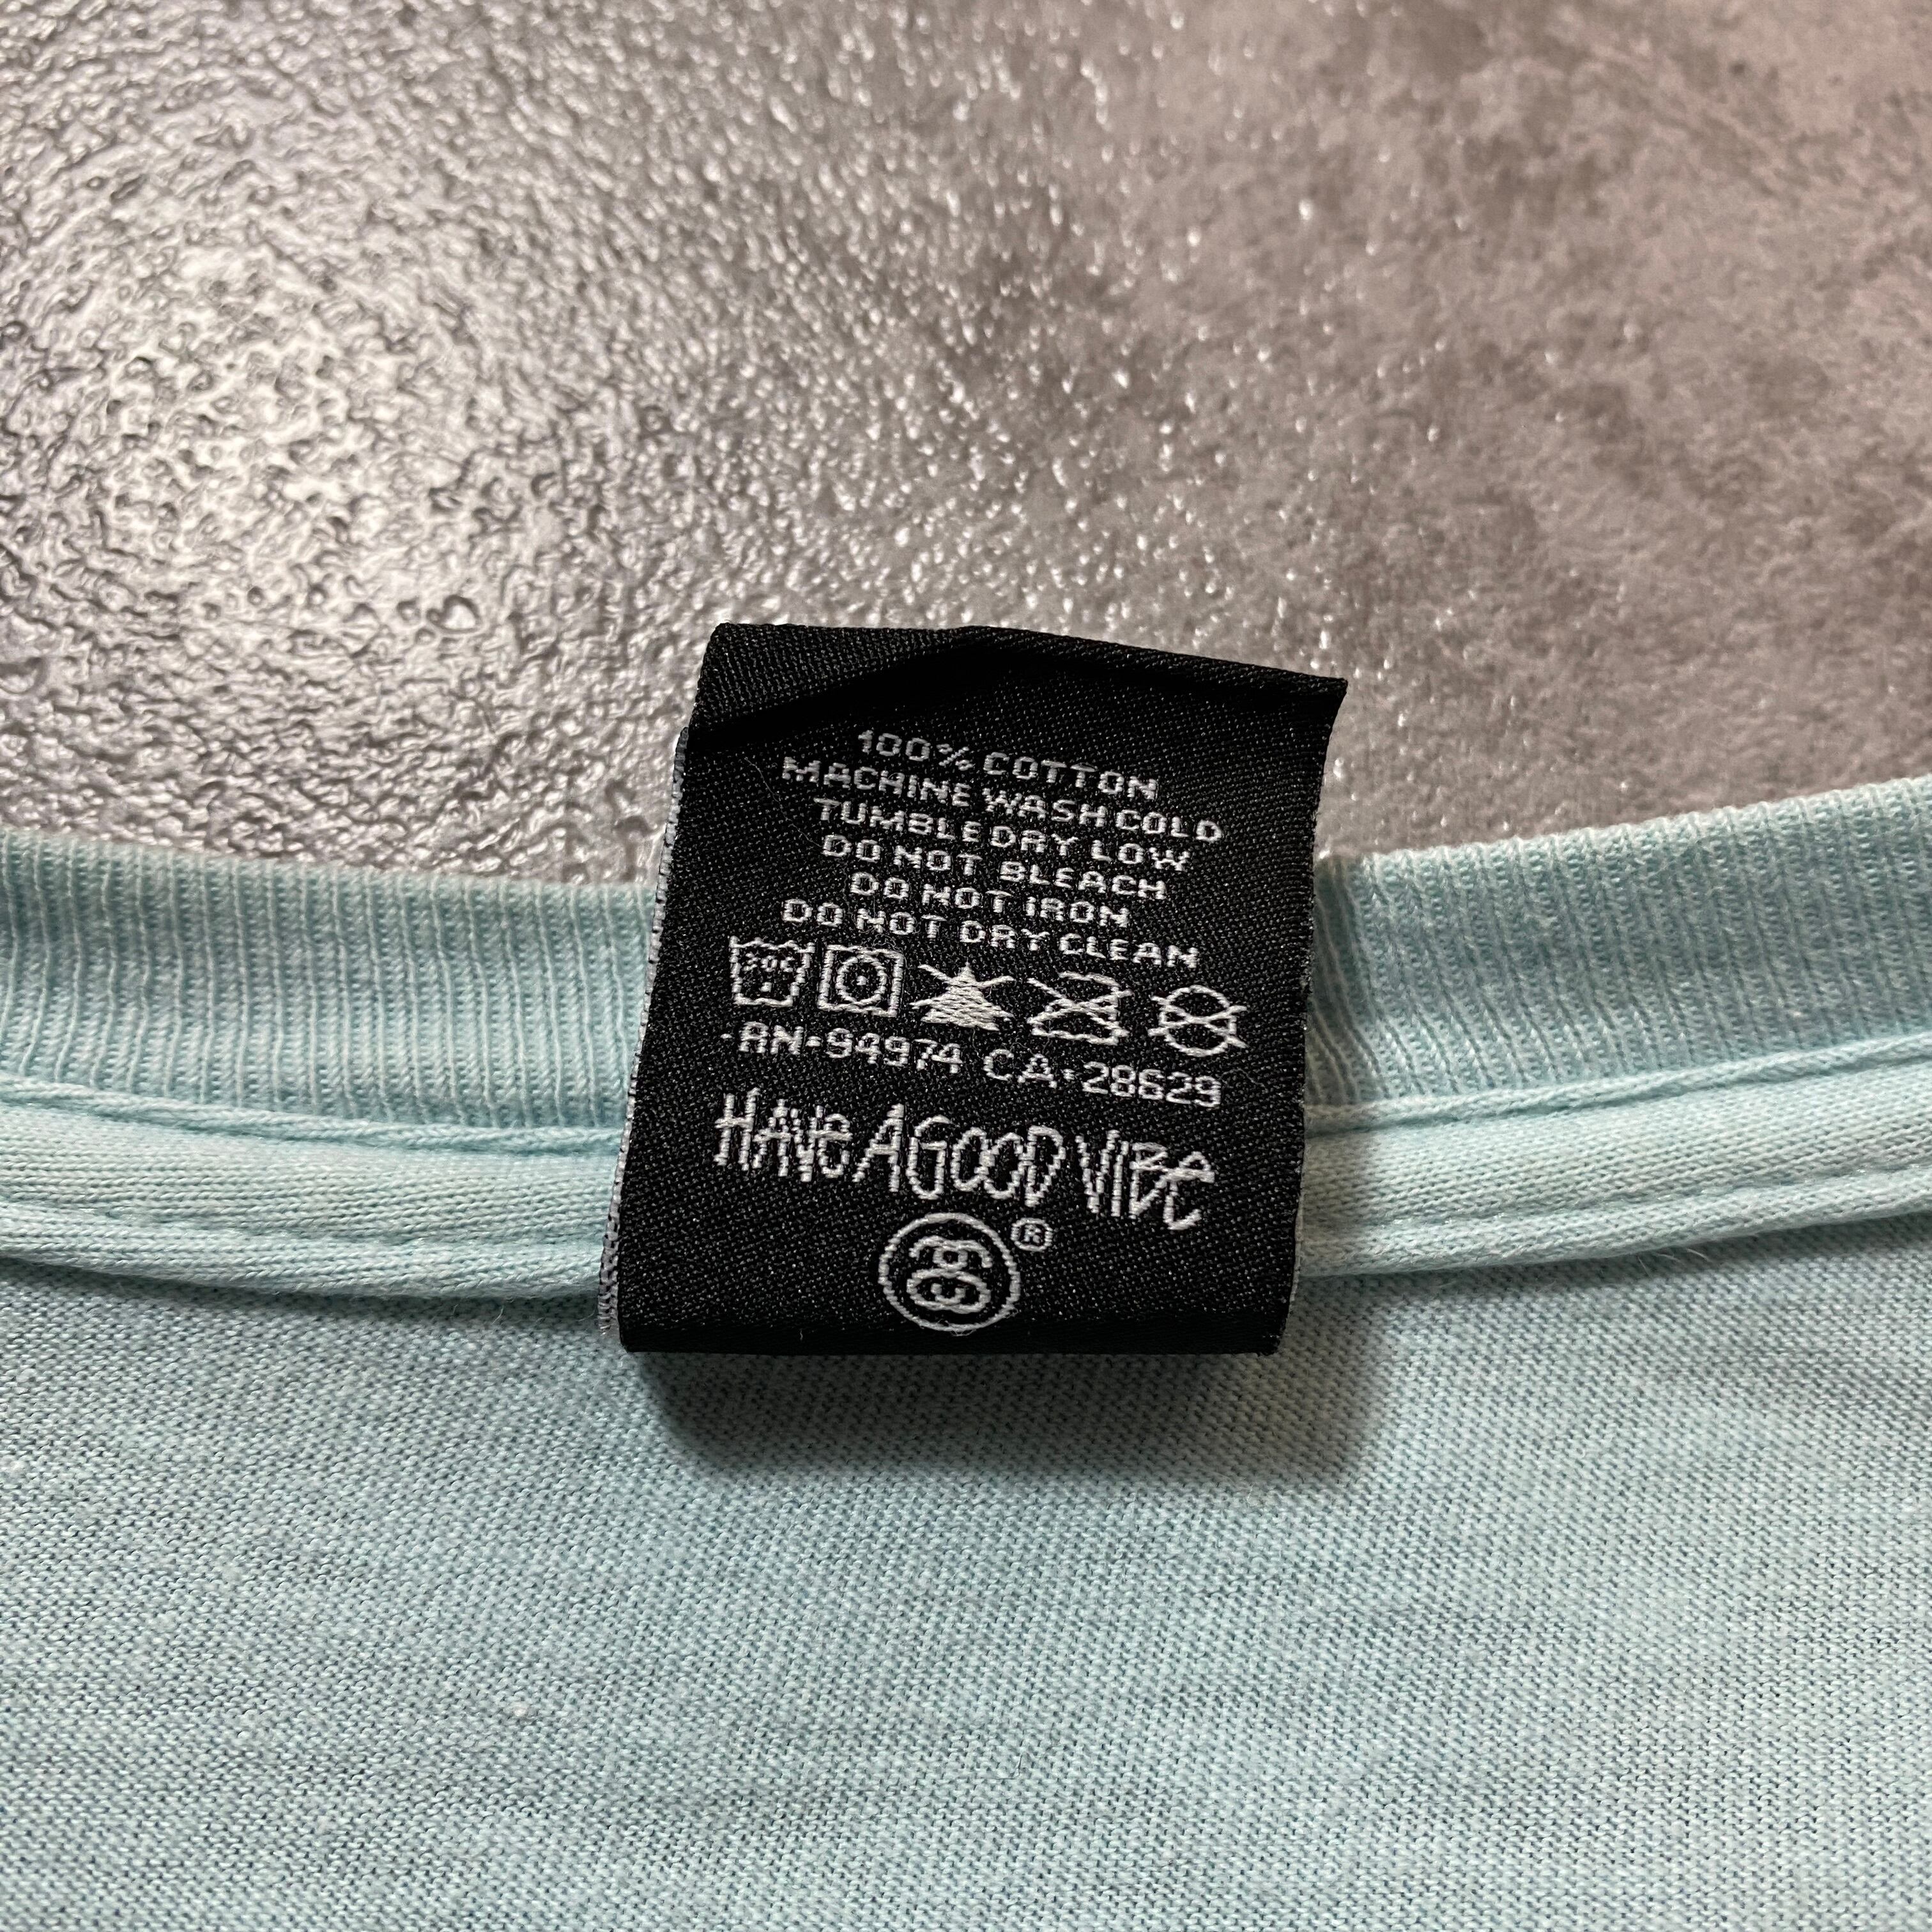 100% COTTON
MACHINE WASH COLD
TUMBLE DRY LOW
DO NOT BLEACH
DO NOT IRON
DO NOT DRY CLEAN
30C
RN•94974 CA•28629
HAVE A GOOD VIBE
®